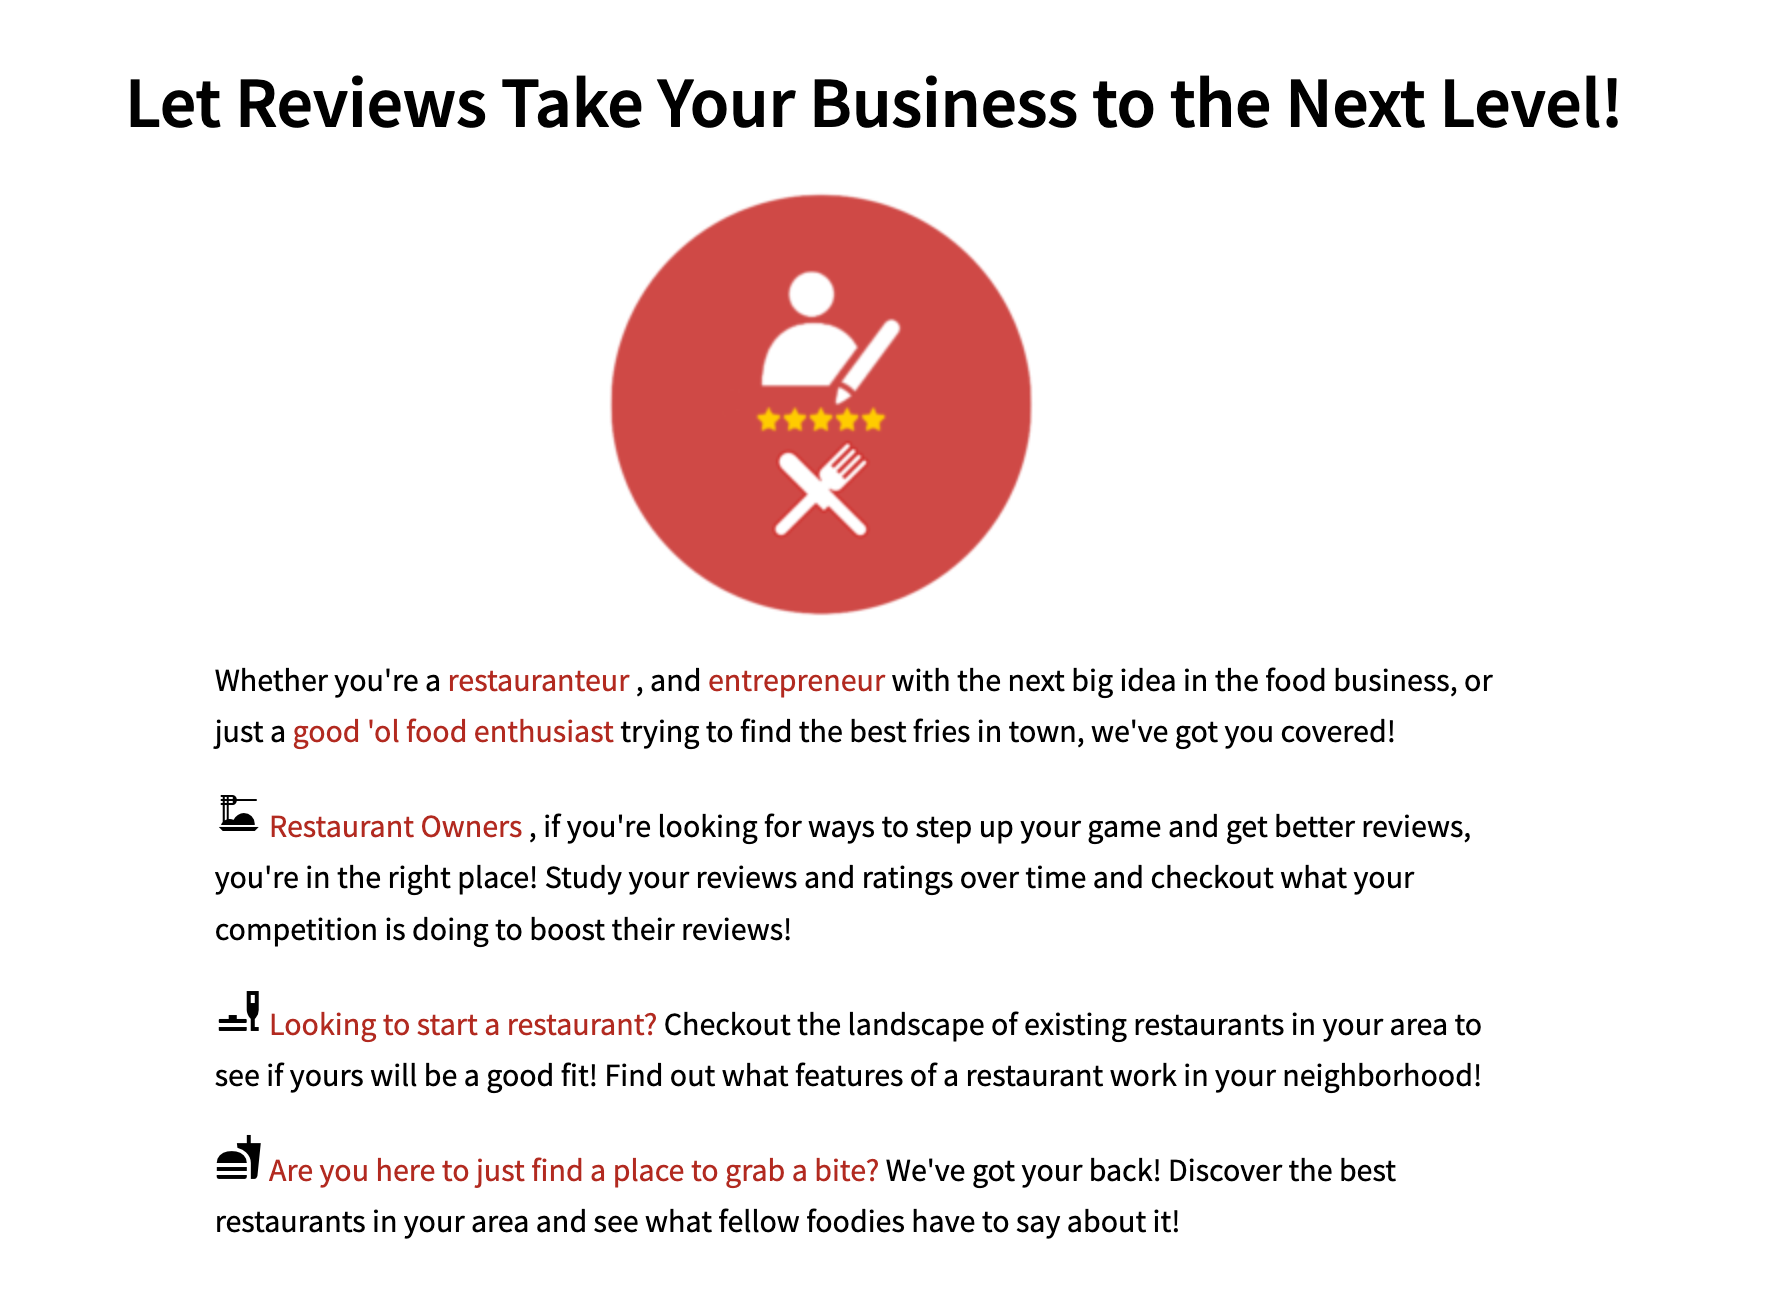 Let Reviews Take Your Business to the Next Level!
Whether you're a restauranteur , and entrepreneur with the next big idea in the food business, or
just a good 'ol food enthusiast trying to find the best fries in town, we've got you covered!
Restaurant Owners , if you're looking for ways to step up your game and get better reviews,
you're in the right place! Study your reviews and ratings over time and checkout what your
competition is doing to boost their reviews!
Looking to start a restaurant? Checkout the landscape of existing restaurants in your area to
see if yours will be a good fit! Find out what features of a restaurant work in your neighborhood!
Are you here to just find a place to grab a bite? We've got your back! Discover the best
restaurants in your area and see what fellow foodies have to say about it!